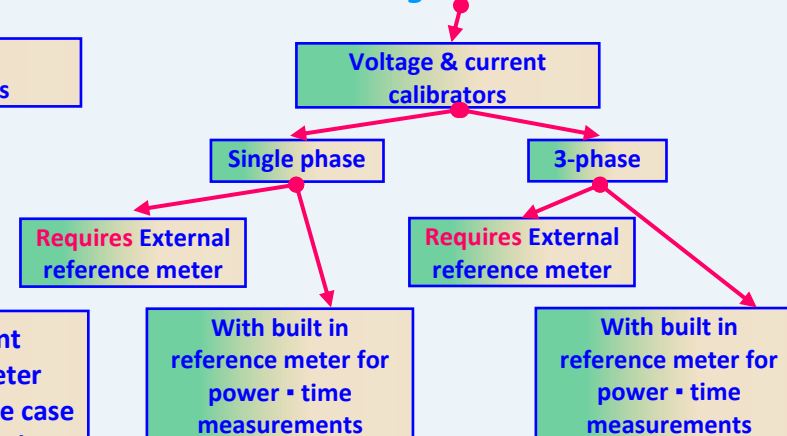 Voltage & current
calibrators
s
Single phase
3-phase
Requires External
reference meter
Requires External
reference meter
nt
eter
e case
With built in
reference meter for
power ▪ time
measurements
With built in
reference meter for
power ▪ time
measurements